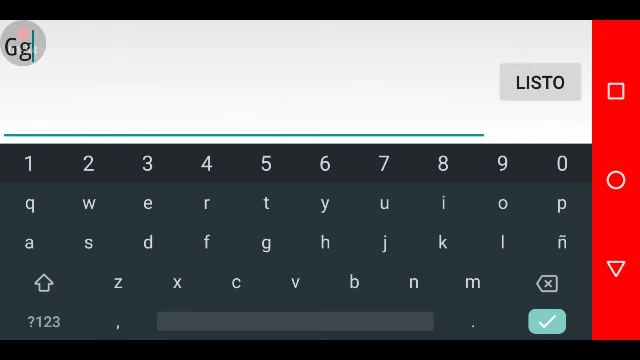 Gg
LISTO
1 2 3 4 5 6 7 8 9 0
q w e r t y u i o p
a s d f g h j k l ñ
z x c v b n m
?123 , .